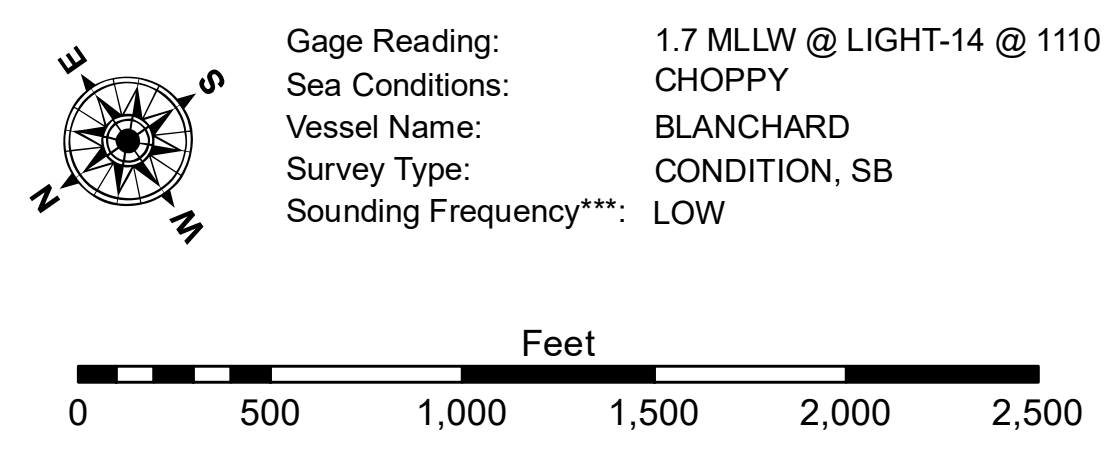 E
S
N
W
Gage Reading: 1.7 MLLW @ LIGHT-14 @ 1110
Sea Conditions: CHOPPY
Vessel Name: BLANCHARD
Survey Type: CONDITION, SB
Sounding Frequency***: LOW
Feet
0 500 1,000 1,500 2,000 2,500